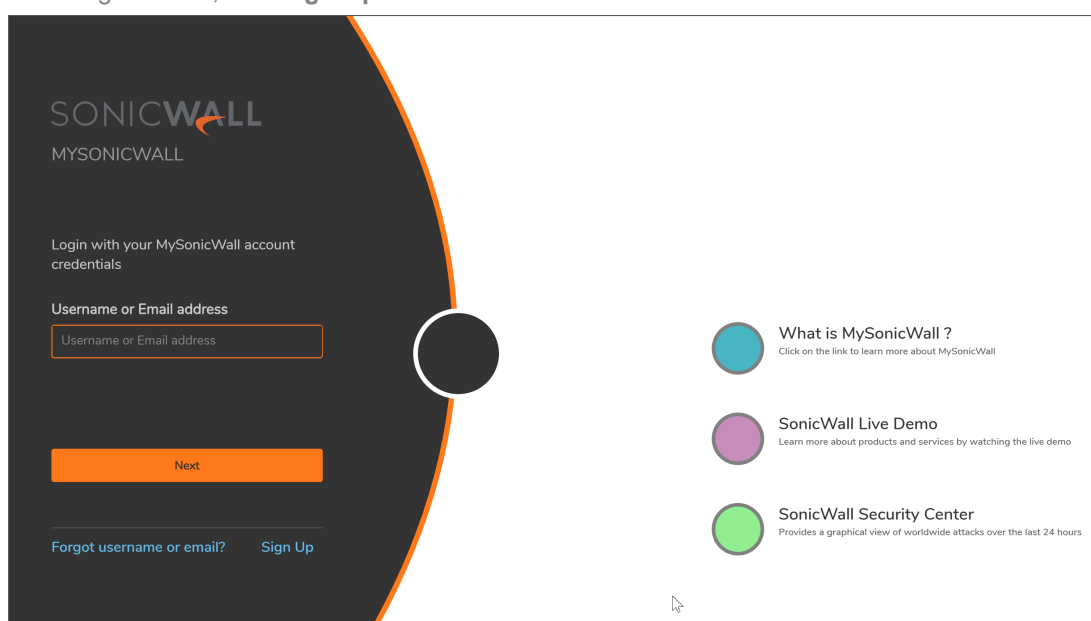 SONICWALL
MYSONICWALL
Login with your MySonicWall account
credentials
Username or Email address
Username or Email address
Next
Forgot username or email? Sign Up
What is MySonicWall ?
Click on the link to learn more about MySonicWall
SonicWall Live Demo
Learn more about products and services by watching the live demo
SonicWall Security Center
Provides a graphical view of worldwide attacks over the last 24 hours